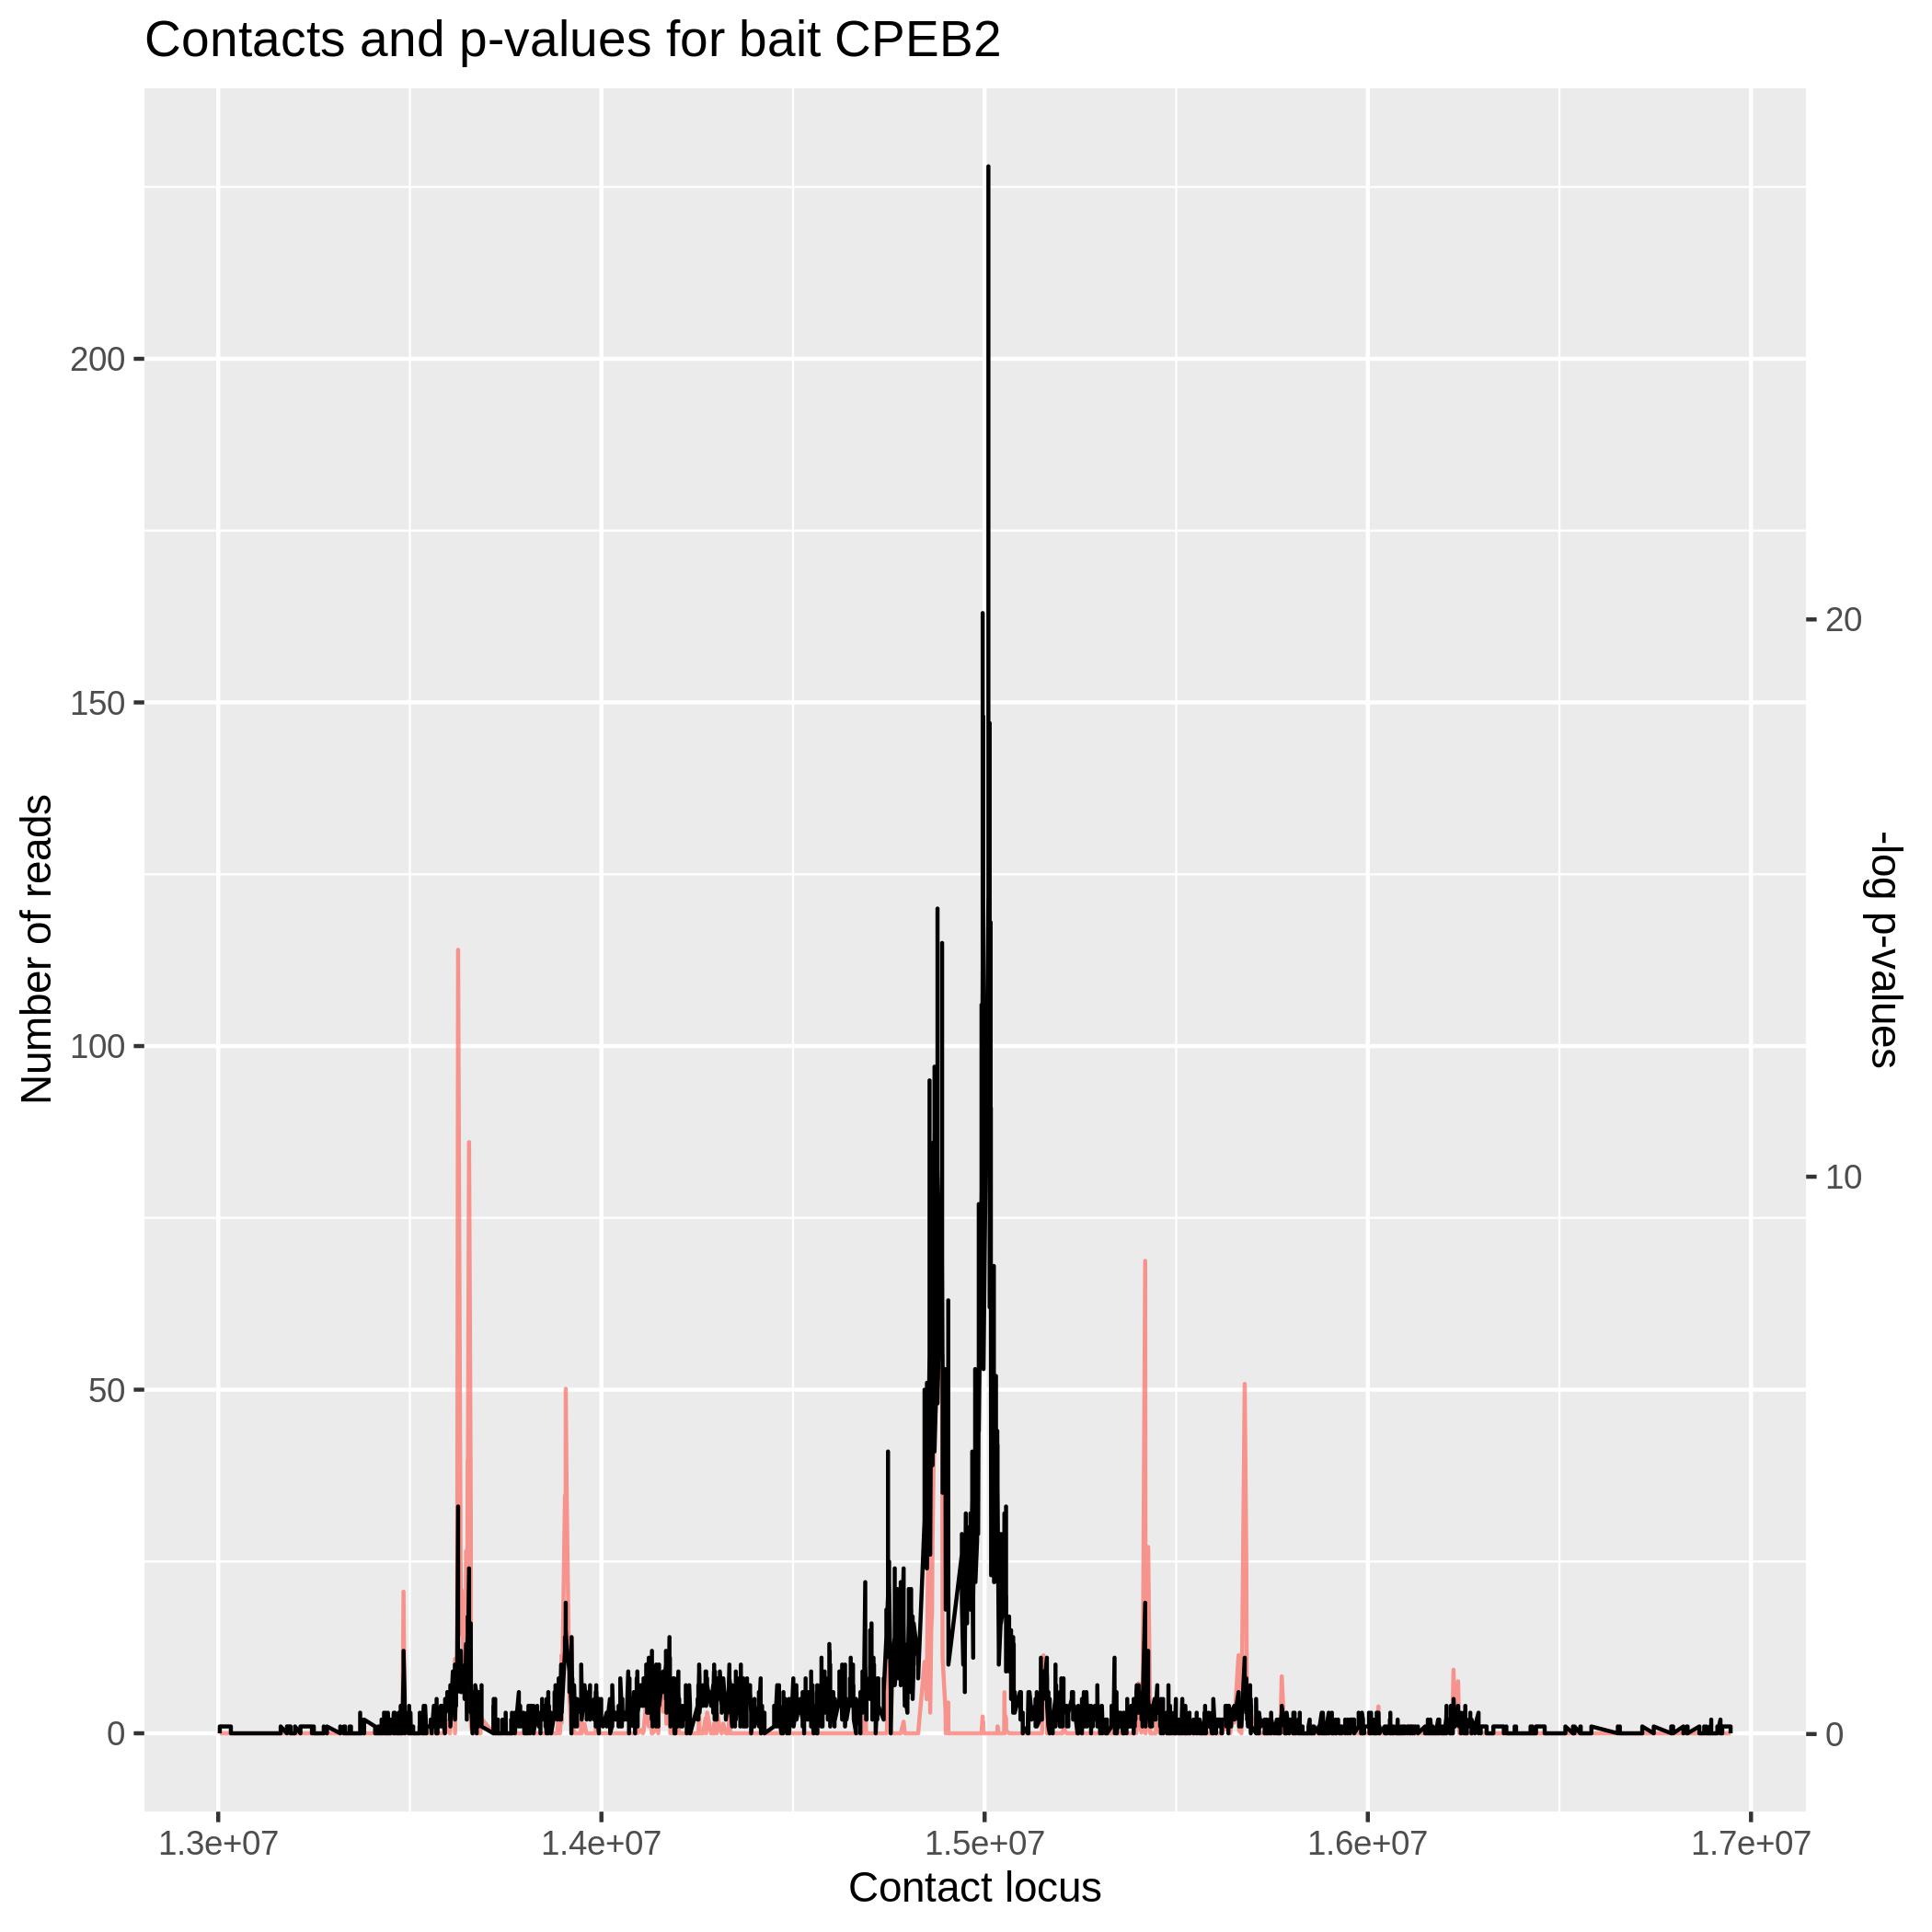 Contacts and p-values for bait CPEB2
Number of reads
200
150
100
50
0
20
10
0
-log p-values
1.3e+07
1.4e+07
1.5e+07
1.6e+07
1.7e+07
Contact locus